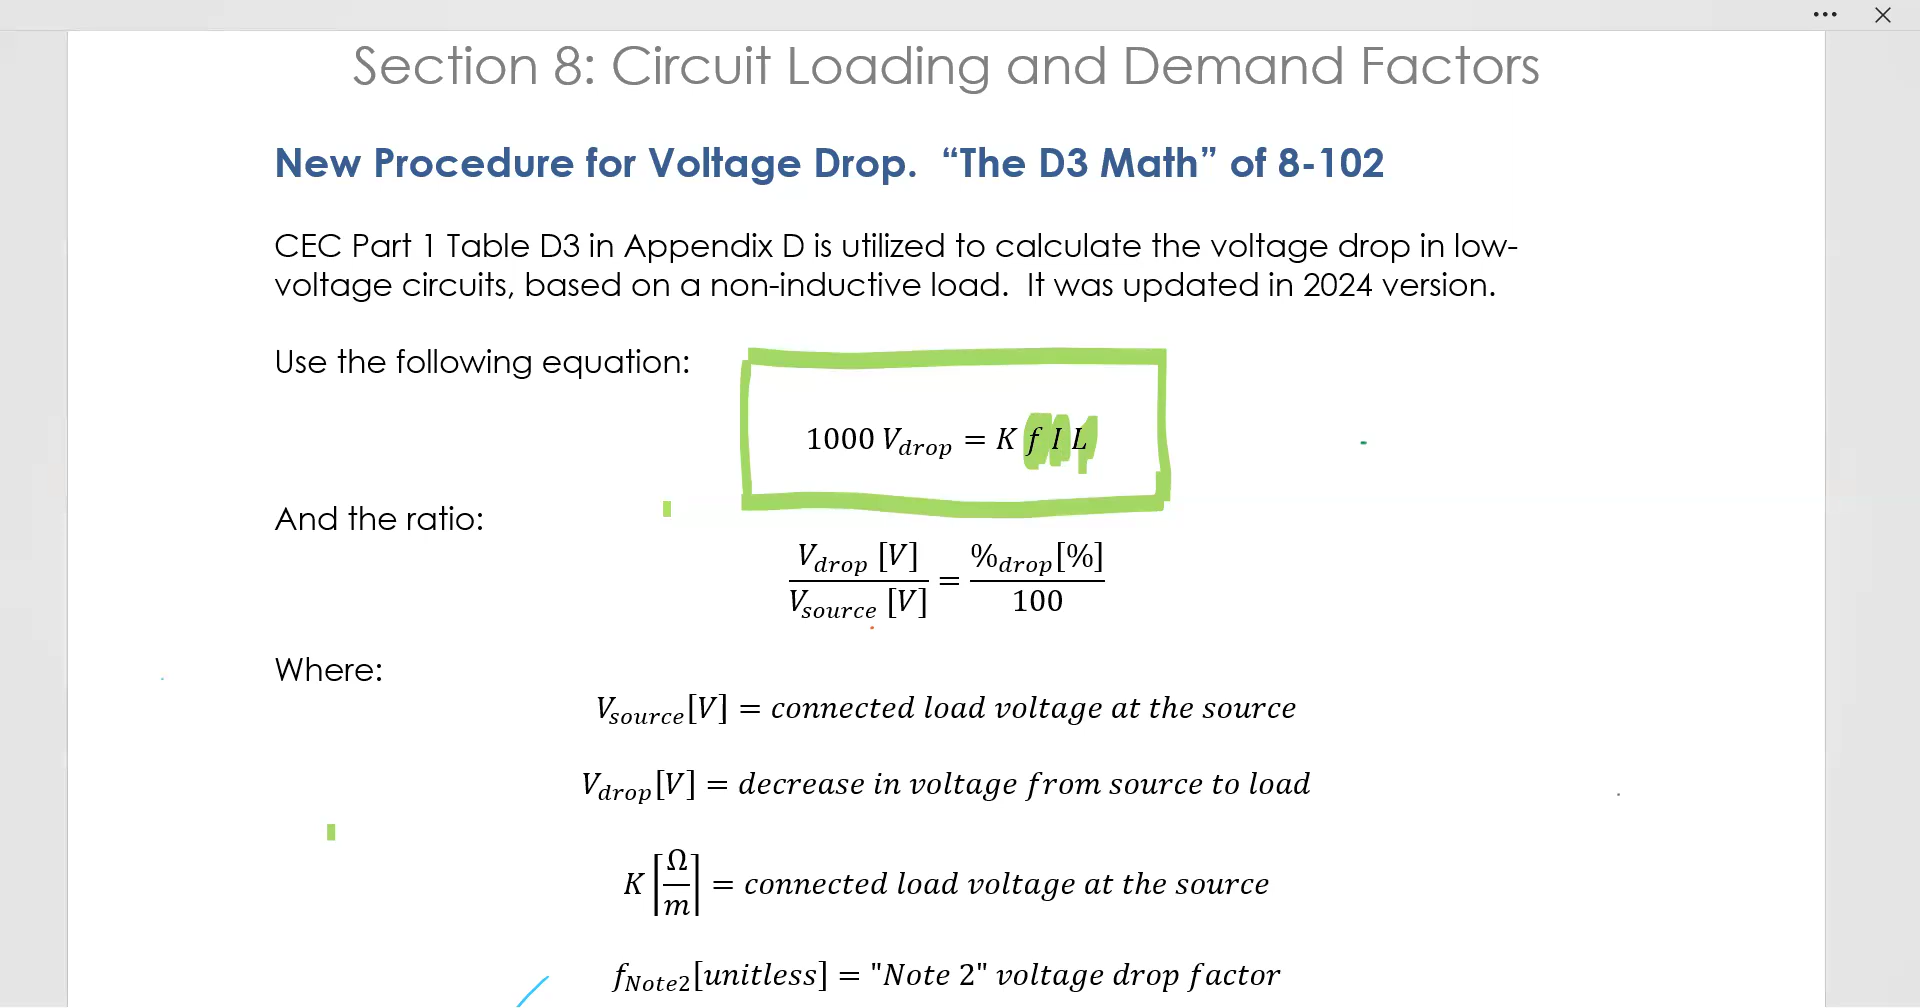 Section 8: Circuit Loading and Demand Factors
New Procedure for Voltage Drop.  “The D3 Math” of 8-102
CEC Part 1 Table D3 in Appendix D is utilized to calculate the voltage drop in low-
voltage circuits, based on a non-inductive load.  It was updated in 2024 version.
Use the following equation:
1000 V_drop = K f I L
And the ratio:
V_drop [V] / V_source [V] = %_drop[%] / 100
Where:
V_source[V] = connected load voltage at the source
V_drop[V] = decrease in voltage from source to load
K [Ω/m] = connected load voltage at the source
f_Note2[unitless] = "Note 2" voltage drop factor